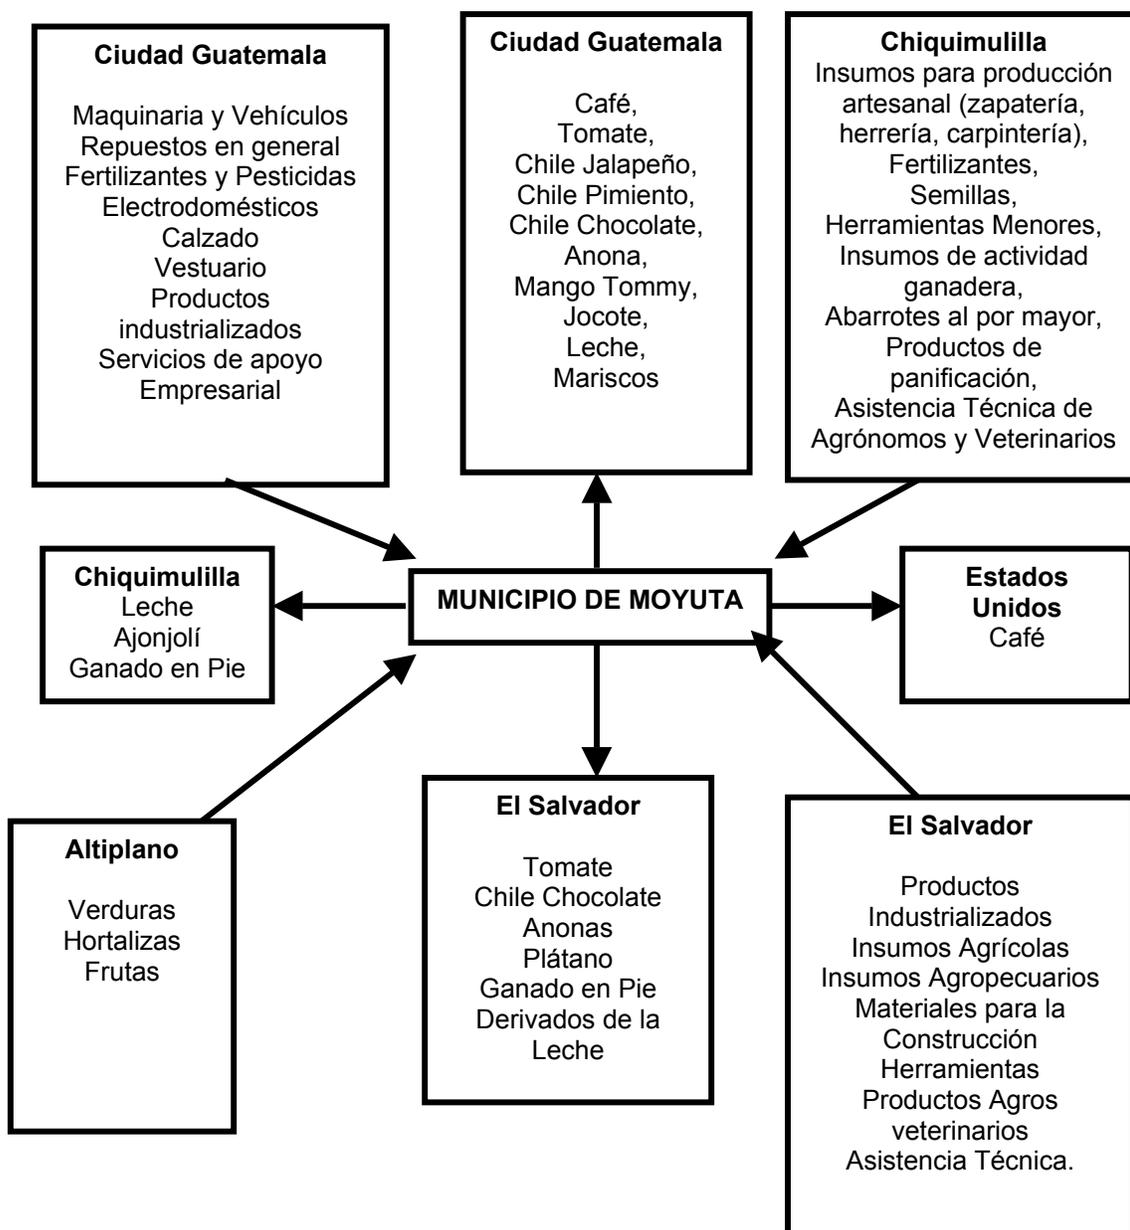 Ciudad Guatemala
Maquinaria y Vehículos
Repuestos en general
Fertilizantes y Pesticidas
Electrodomésticos
Calzado
Vestuario
Productos
industrializados
Servicios de apoyo
Empresarial
Ciudad Guatemala
Café,
Tomate,
Chile Jalapeño,
Chile Pimiento,
Chile Chocolate,
Anona,
Mango Tommy,
Jocote,
Leche,
Mariscos
Chiquimulilla
Insumos para producción
artesanal (zapatería,
herrería, carpintería),
Fertilizantes,
Semillas,
Herramientas Menores,
Insumos de actividad
ganadera,
Abarrotes al por mayor,
Productos de
panificación,
Asistencia Técnica de
Agrónomos y Veterinarios
Chiquimulilla
Leche
Ajonjolí
Ganado en Pie
MUNICIPIO DE MOYUTA
Estados
Unidos
Café
Altiplano
Verduras
Hortalizas
Frutas
El Salvador
Tomate
Chile Chocolate
Anonas
Plátano
Ganado en Pie
Derivados de la
Leche
El Salvador
Productos
Industrializados
Insumos Agrícolas
Insumos Agropecuarios
Materiales para la
Construcción
Herramientas
Productos Agros
veterinarios
Asistencia Técnica.